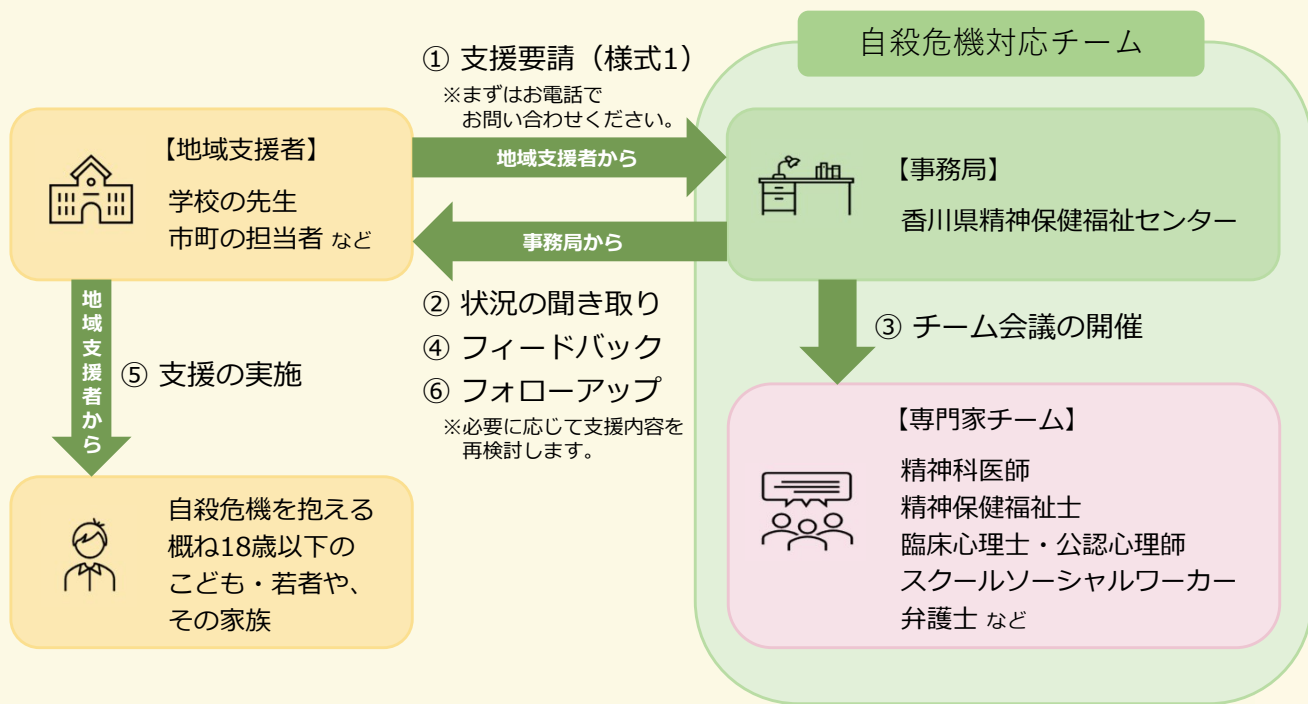 自殺危機対応チーム
① 支援要請（様式1）
※まずはお電話で
お問い合わせください。
地域支援者から
【地域支援者】
学校の先生
市町の担当者 など
【事務局】
香川県精神保健福祉センター
事務局から
② 状況の聞き取り
④ フィードバック
⑥ フォローアップ
※必要に応じて支援内容を
再検討します。
③ チーム会議の開催
地域支援者から
⑤ 支援の実施
【専門家チーム】
精神科医師
精神保健福祉士
臨床心理士・公認心理師
スクールソーシャルワーカー
弁護士 など
自殺危機を抱える
概ね18歳以下の
こども・若者や、
その家族